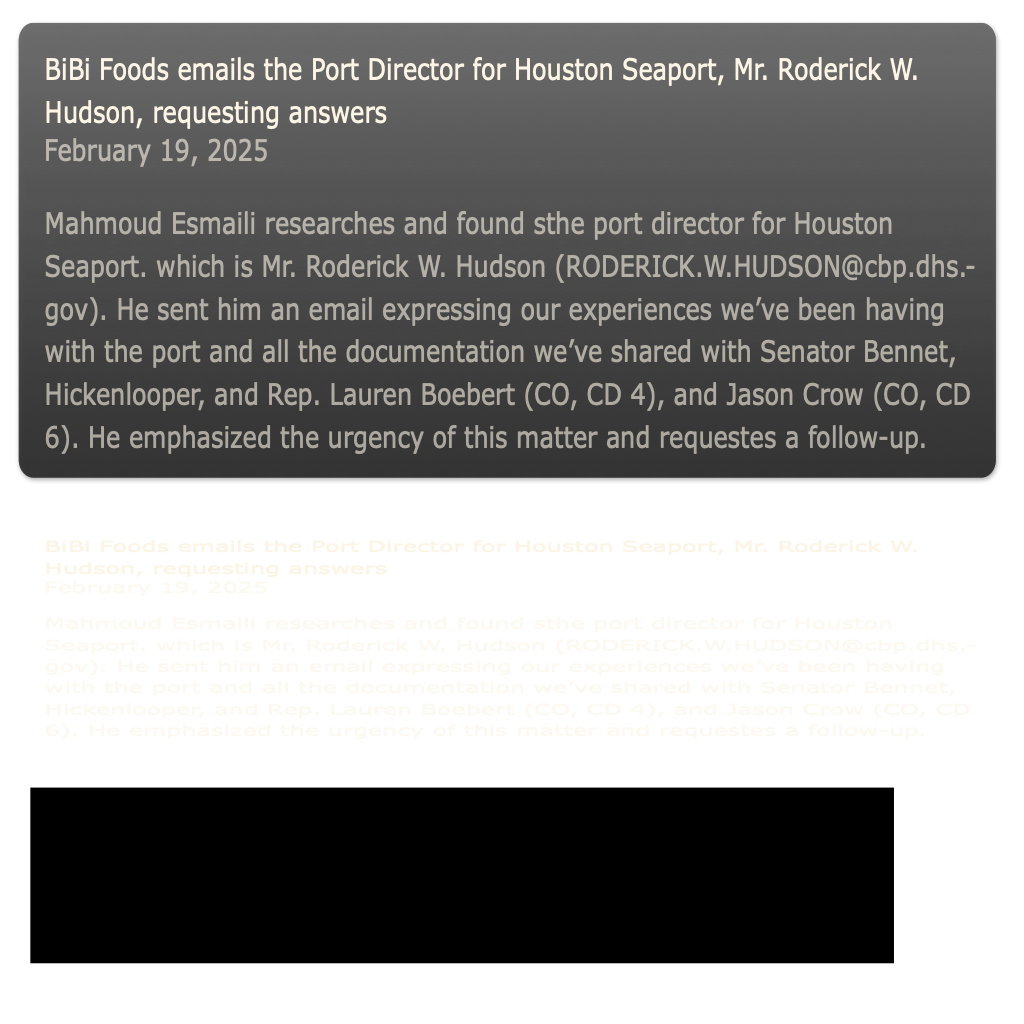 BiBi Foods emails the Port Director for Houston Seaport, Mr. Roderick W.
Hudson, requesting answers
February 19, 2025
Mahmoud Esmaili researches and found sthe port director for Houston
Seaport. which is Mr. Roderick W. Hudson (RODERICK.W.HUDSON@cbp.dhs.-
gov). He sent him an email expressing our experiences we’ve been having
with the port and all the documentation we’ve shared with Senator Bennet,
Hickenlooper, and Rep. Lauren Boebert (CO, CD 4), and Jason Crow (CO, CD
6). He emphasized the urgency of this matter and requestes a follow-up.
BiBi Foods emails the Port Director for Houston Seaport, Mr. Roderick W.
Hudson, requesting answers
February 19, 2025
Mahmoud Esmaili researches and found sthe port director for Houston
Seaport. which is Mr. Roderick W. Hudson (RODERICK.W.HUDSON@cbp.dhs.-
gov). He sent him an email expressing our experiences we’ve been having
with the port and all the documentation we’ve shared with Senator Bennet,
Hickenlooper, and Rep. Lauren Boebert (CO, CD 4), and Jason Crow (CO, CD
6). He emphasized the urgency of this matter and requestes a follow-up.